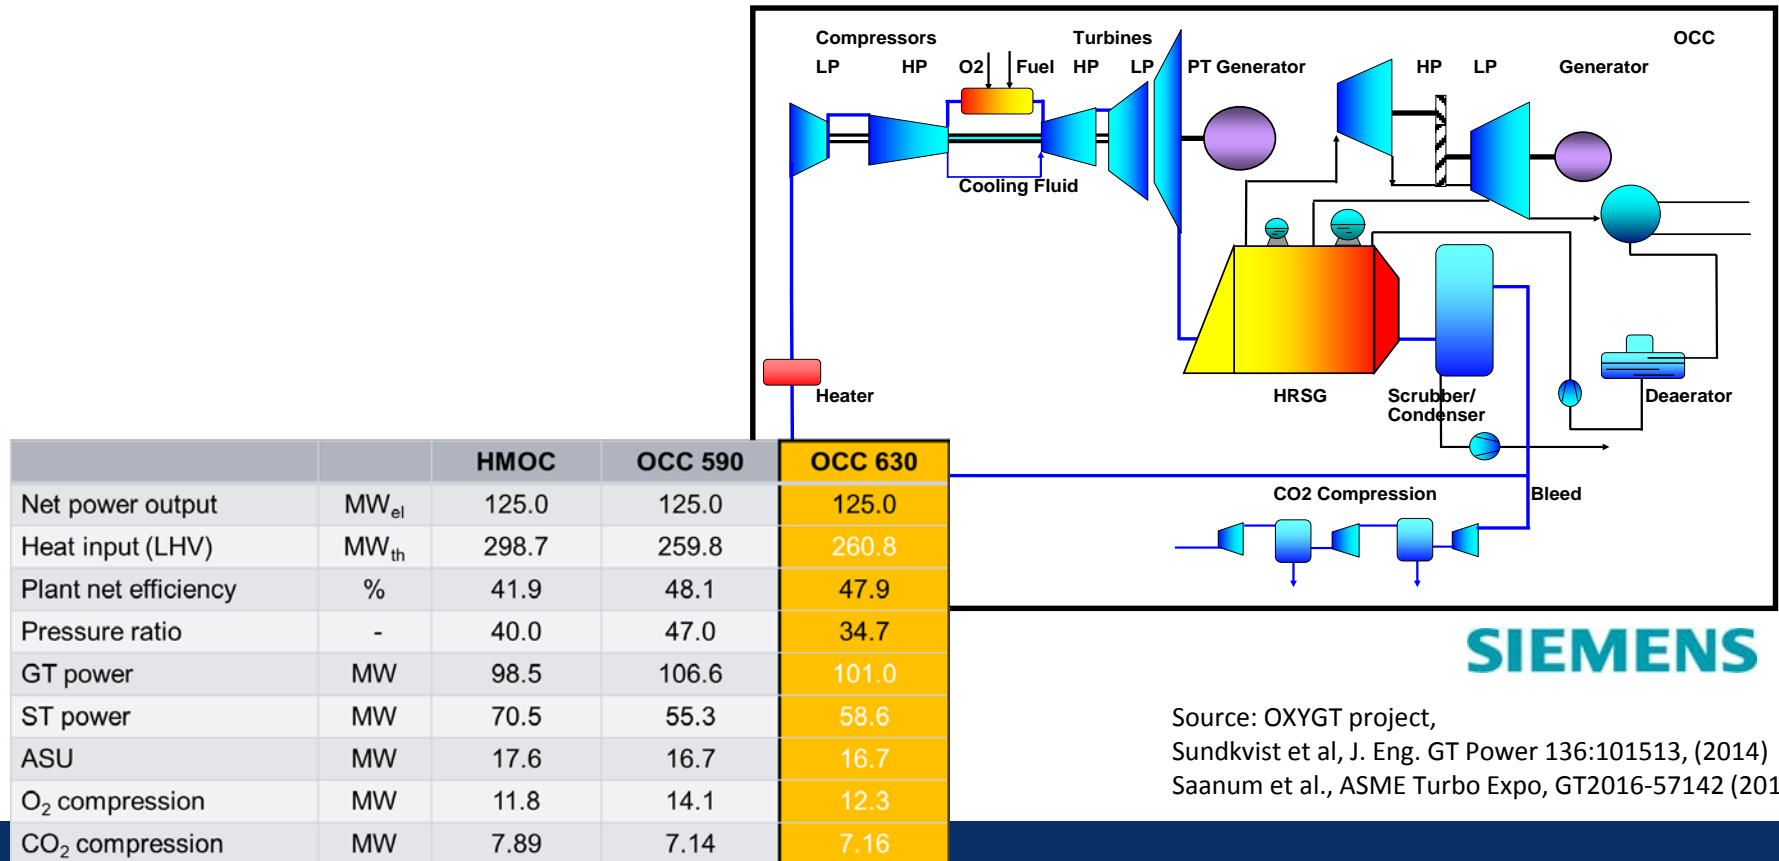 Compressors Turbines OCC
LP HP O2 Fuel HP LP PT Generator HP LP Generator
Cooling Fluid
Heater HRSG Scrubber/ Deaerator
Condenser
CO2 Compression Bleed
HMOC OCC 590 OCC 630
Net power output MWel 125.0 125.0 125.0
Heat input (LHV) MWth 298.7 259.8 260.8
Plant net efficiency % 41.9 48.1 47.9
Pressure ratio - 40.0 47.0 34.7
GT power MW 98.5 106.6 101.0
ST power MW 70.5 55.3 58.6
ASU MW 17.6 16.7 16.7
O2 compression MW 11.8 14.1 12.3
CO2 compression MW 7.89 7.14 7.16
SIEMENS
Source: OXYGT project,
Sundkvist et al, J. Eng. GT Power 136:101513, (2014)
Saanum et al., ASME Turbo Expo, GT2016-57142 (201